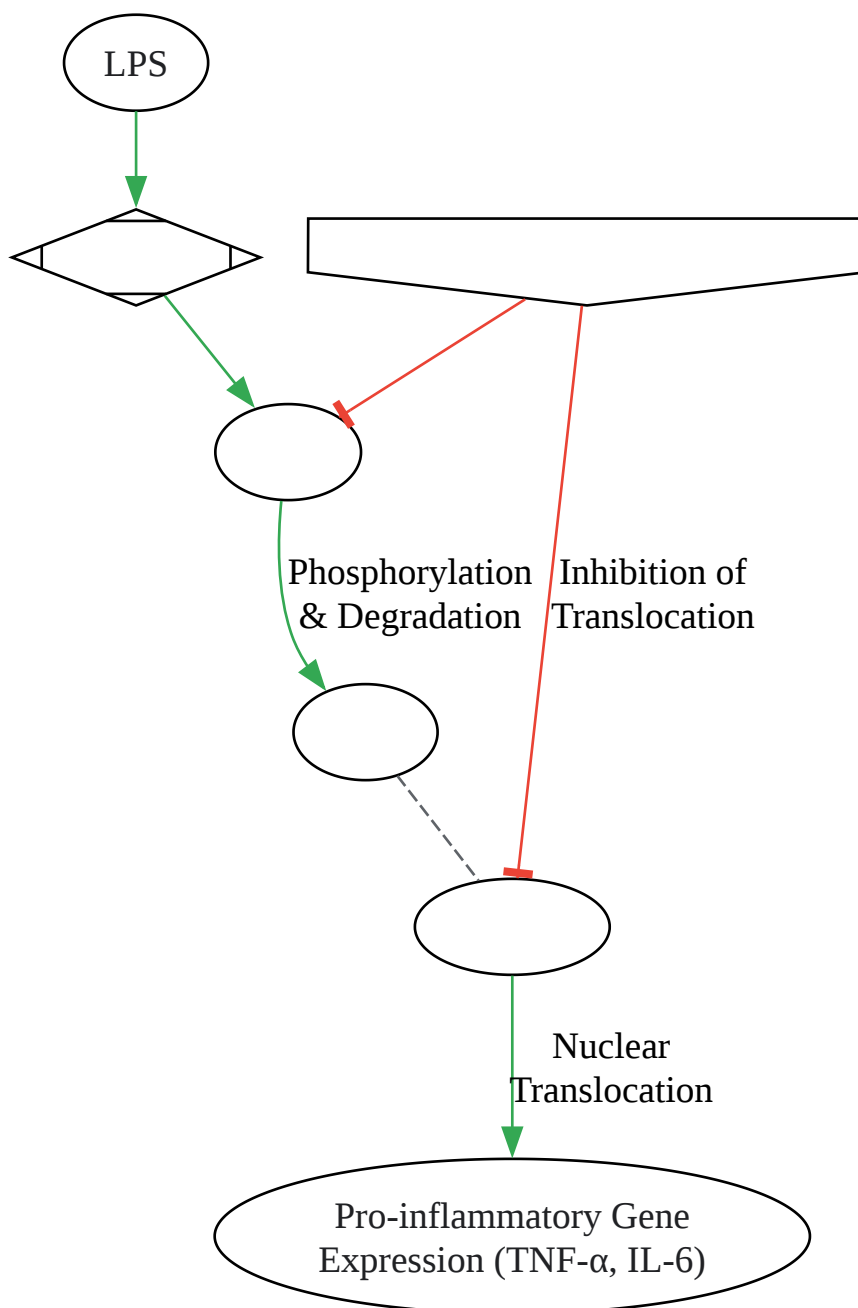 LPS
Phosphorylation
& Degradation
Inhibition of
Translocation
Nuclear
Translocation
Pro-inflammatory Gene
Expression (TNF-α, IL-6)